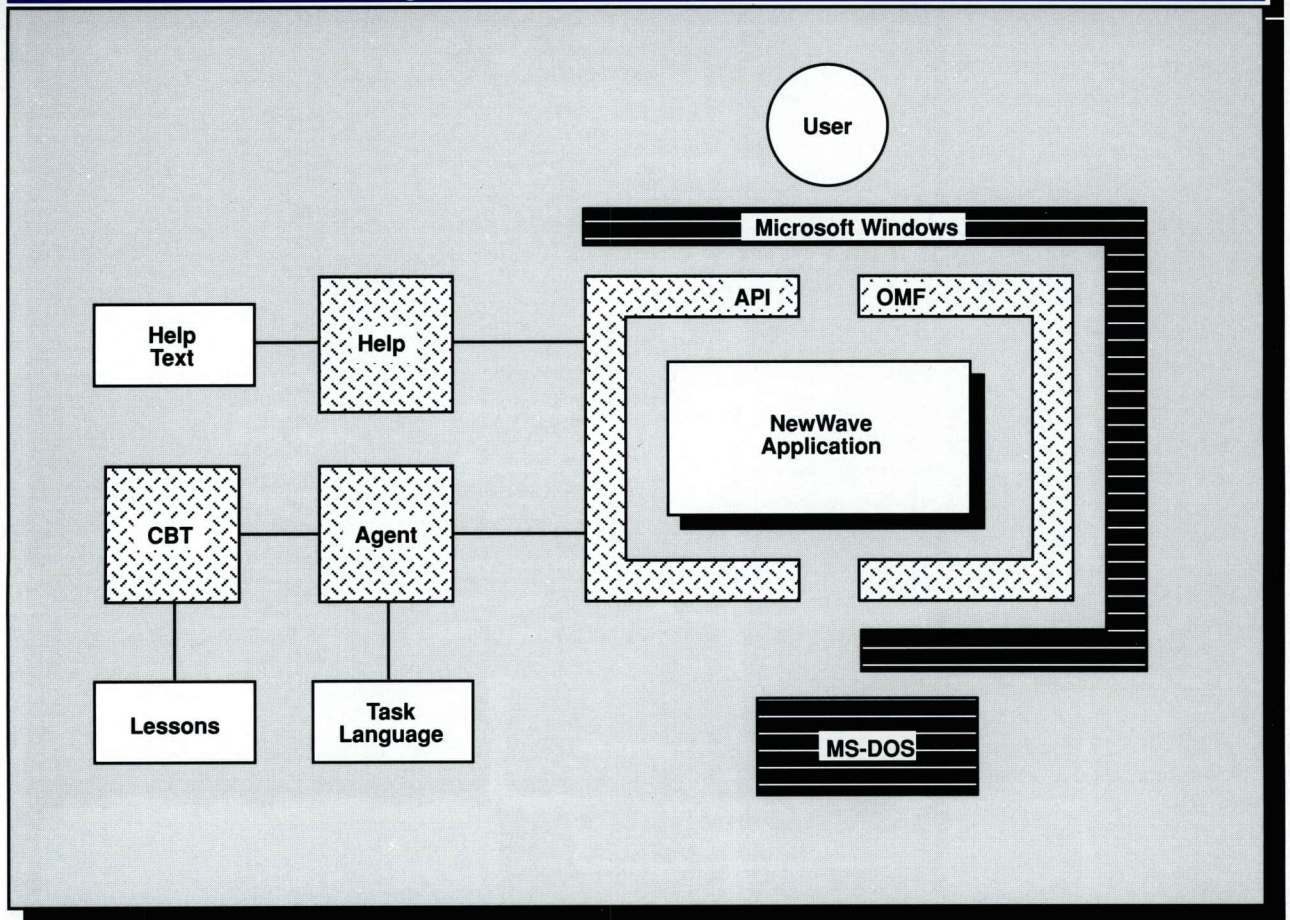 User
Microsoft Windows
API
OMF
Help
Text
Help
NewWave
Application
CBT
Agent
Lessons
Task
Language
MS-DOS